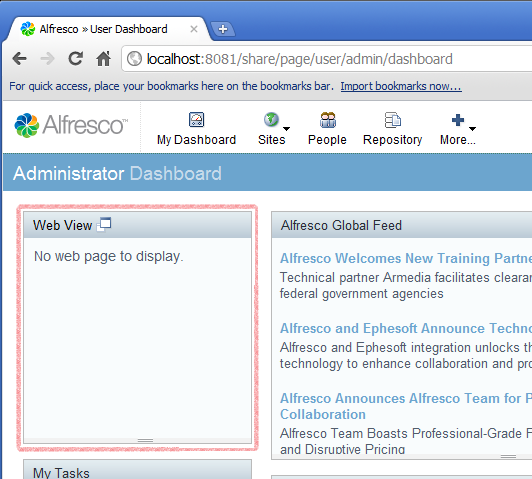 Alfresco » User Dashboard
localhost:8081/share/page/user/admin/dashboard
For quick access, place your bookmarks here on the bookmarks bar. Import bookmarks now...
Alfresco™
My Dashboard Sites People Repository More...
Administrator Dashboard
Web View
No web page to display.
My Tasks
Alfresco Global Feed
Alfresco Welcomes New Training Partne
Technical partner Armedia facilitates clearan
federal government agencies
Alfresco and Ephesoft Announce Techno
Alfresco and Ephesoft integration unlocks th
technology to enhance collaboration and pro
Alfresco Announces Alfresco Team for P
Collaboration
Alfresco Team Boasts Professional-Grade F
and Disruptive Pricing